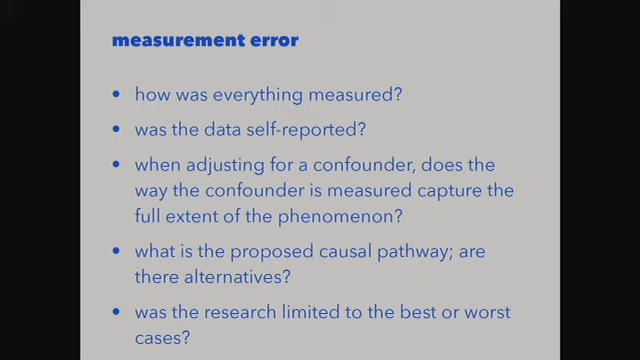 measurement error
• how was everything measured?
• was the data self-reported?
• when adjusting for a confounder, does the
way the confounder is measured capture the
full extent of the phenomenon?
• what is the proposed causal pathway; are
there alternatives?
• was the research limited to the best or worst
cases?